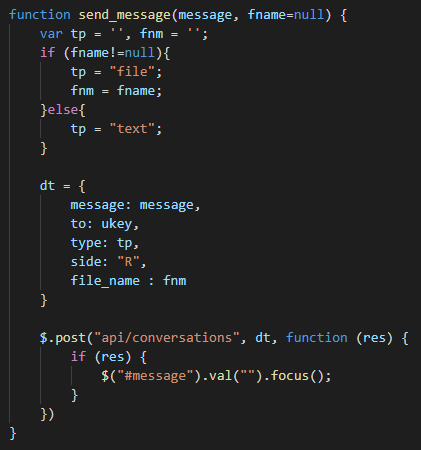 function send_message(message, fname=null) {
    var tp = '', fnm = '';
    if (fname!=null){
        tp = "file";
        fnm = fname;
    }else{
        tp = "text";
    }

    dt = {
        message: message,
        to: ukey,
        type: tp,
        side: "R",
        file_name : fnm
    }

    $.post("api/conversations", dt, function (res) {
        if (res) {
            $("#message").val("").focus();
        }
    })
}